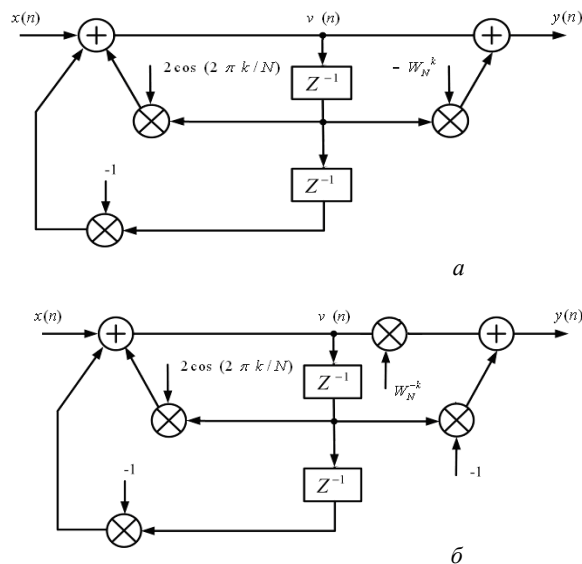 x(n) v (n) y(n)
2cos (2 π k/N) − W_N^k
Z^{−1}
-1
Z^{−1}
а
x(n) v (n) y(n)
2cos (2 π k/N) W_N^{−k}
Z^{−1}
-1
-1
Z^{−1}
б